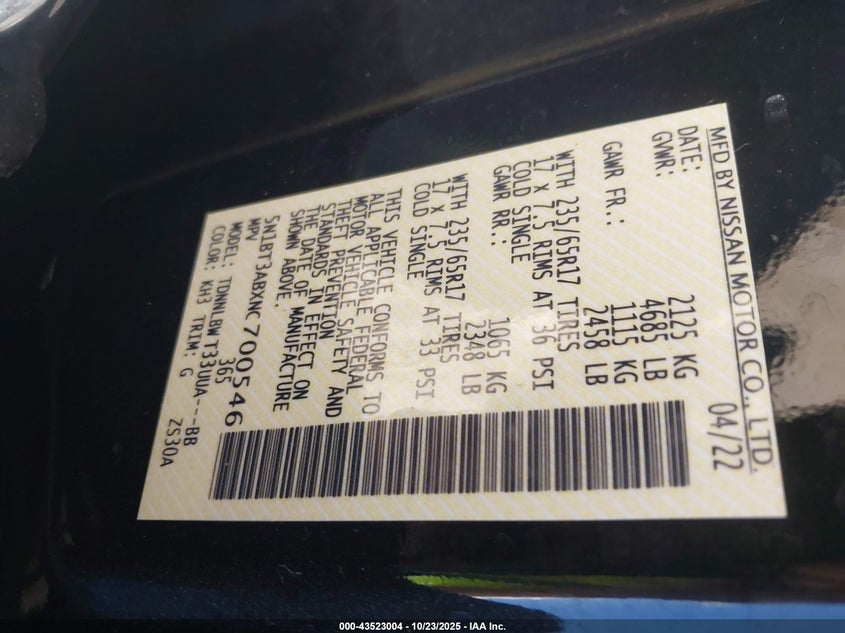 MFD BY NISSAN MOTOR CO., LTD.
DATE: 04/22
GVWR: 2125 KG
4685 LB
GAWR FR.: 1115 KG
2458 LB
WITH 235/65R17 TIRES
17 X 7.5 RIMS AT 36 PSI
COLD SINGLE
GAWR RR.: 1065 KG
2348 LB
WITH 235/65R17 TIRES
17 X 7.5 RIMS AT 33 PSI
COLD SINGLE
THIS VEHICLE CONFORMS TO
ALL APPLICABLE FEDERAL
MOTOR VEHICLE SAFETY AND
THEFT PREVENTION
STANDARDS IN EFFECT ON
THE DATE OF MANUFACTURE
SHOWN ABOVE.
5N1BT3ABXNC700546
MPV 365
MODEL: TDNNLBWT33UUA---BB
COLOR: KH3 TRIM: G ZS30A
000-43523004 - 10/23/2025 - IAA Inc.